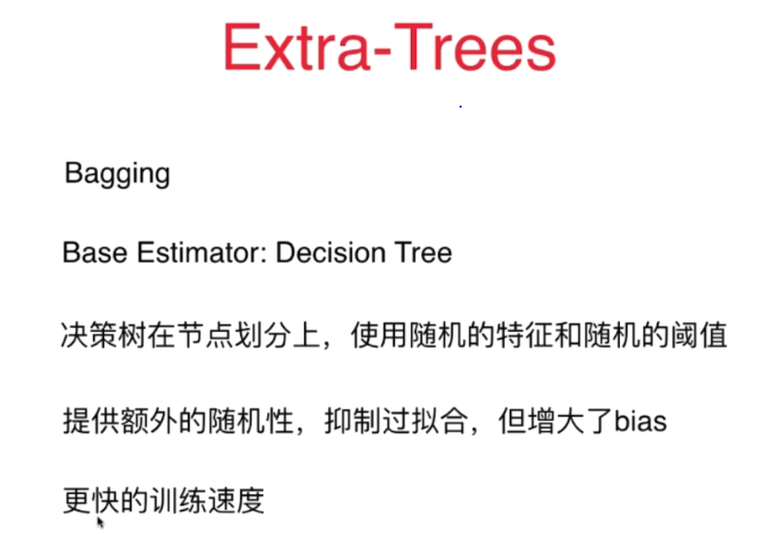 Extra-Trees
Bagging
Base Estimator: Decision Tree
决策树在节点划分上，使用随机的特征和随机的阈值
提供额外的随机性，抑制过拟合，但增大了bias
更快的训练速度